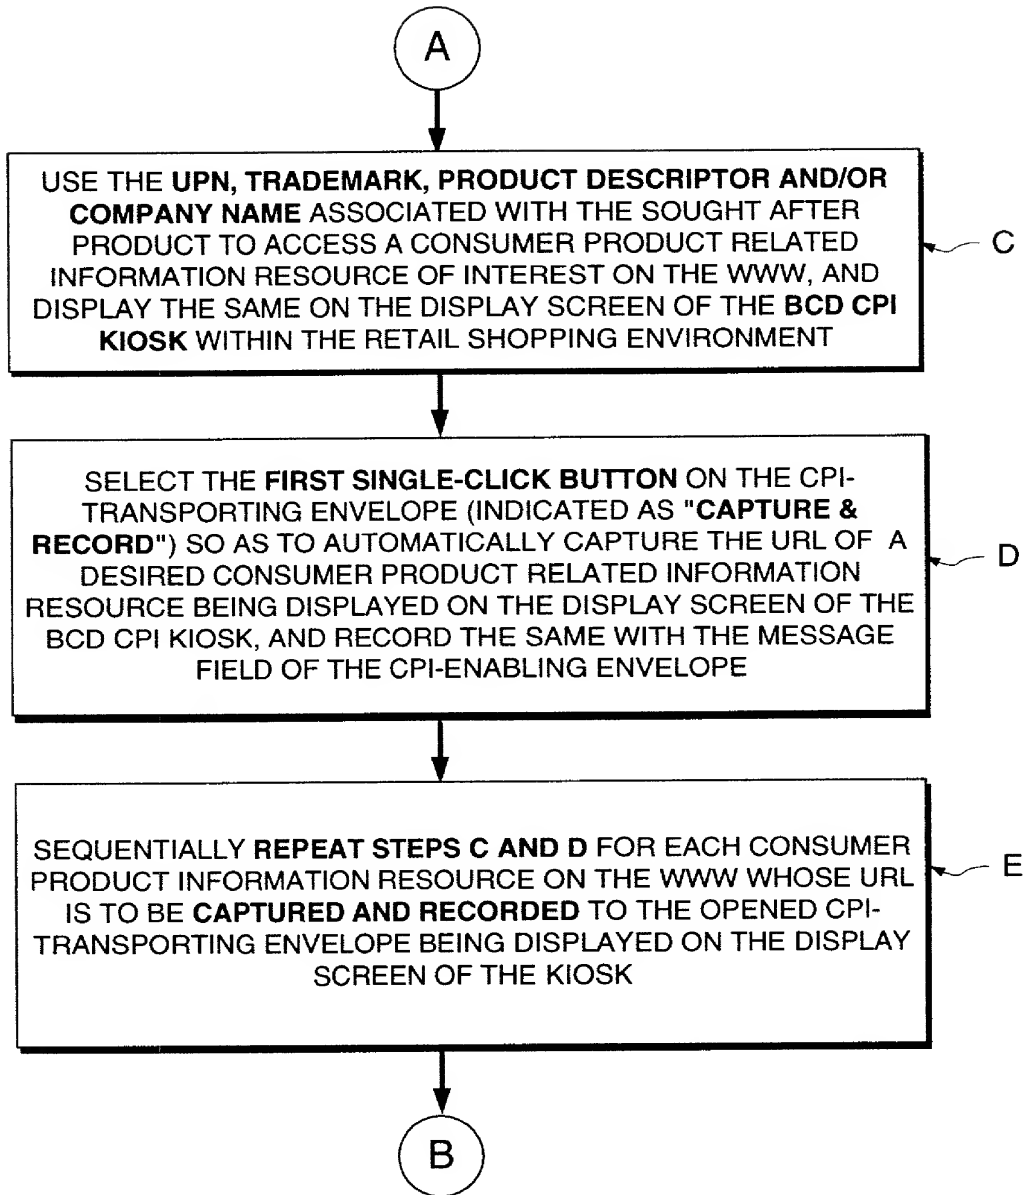 A
USE THE UPN, TRADEMARK, PRODUCT DESCRIPTOR AND/OR
COMPANY NAME ASSOCIATED WITH THE SOUGHT AFTER
PRODUCT TO ACCESS A CONSUMER PRODUCT RELATED
INFORMATION RESOURCE OF INTEREST ON THE WWW, AND
DISPLAY THE SAME ON THE DISPLAY SCREEN OF THE BCD CPI
KIOSK WITHIN THE RETAIL SHOPPING ENVIRONMENT
C
SELECT THE FIRST SINGLE-CLICK BUTTON ON THE CPI-
TRANSPORTING ENVELOPE (INDICATED AS "CAPTURE &
RECORD") SO AS TO AUTOMATICALLY CAPTURE THE URL OF A
DESIRED CONSUMER PRODUCT RELATED INFORMATION
RESOURCE BEING DISPLAYED ON THE DISPLAY SCREEN OF THE
BCD CPI KIOSK, AND RECORD THE SAME WITH THE MESSAGE
FIELD OF THE CPI-ENABLING ENVELOPE
D
SEQUENTIALLY REPEAT STEPS C AND D FOR EACH CONSUMER
PRODUCT INFORMATION RESOURCE ON THE WWW WHOSE URL
IS TO BE CAPTURED AND RECORDED TO THE OPENED CPI-
TRANSPORTING ENVELOPE BEING DISPLAYED ON THE DISPLAY
SCREEN OF THE KIOSK
E
B